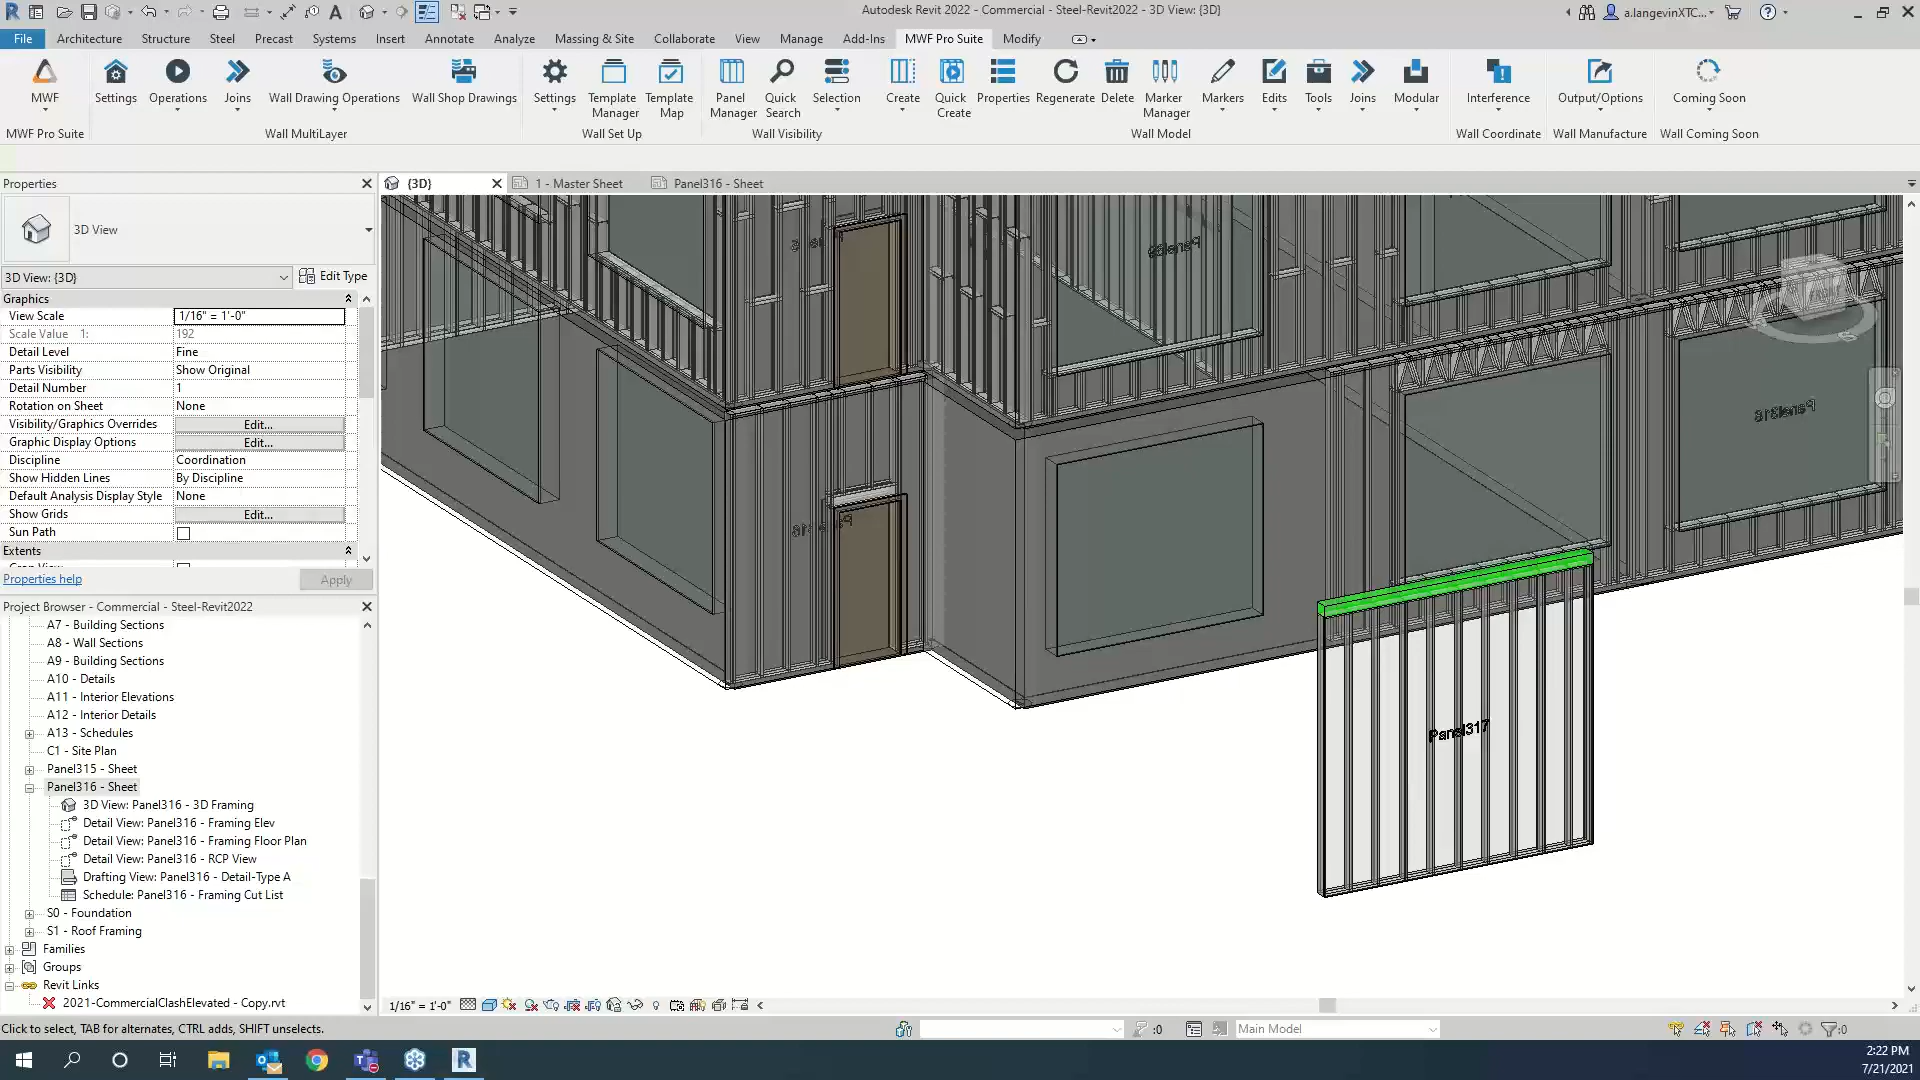 Autodesk Revit 2022 - Commercial - Steel-Revit2022 - 3D View: {3D}
a.langevinXTC...
File Architecture Structure Steel Precast Systems Insert Annotate Analyze Massing & Site Collaborate View Manage Add-Ins MWF Pro Suite Modify
MWF Settings Operations Joins Wall Drawing Operations Wall Shop Drawings Settings Template Manager Template Map Panel Manager Quick Search Selection Create Quick Create Properties Regenerate Delete Marker Manager Markers Edits Tools Joins Modular Interference Output/Options Coming Soon
MWF Pro Suite Wall MultiLayer Wall Set Up Wall Visibility Wall Model Wall Coordinate Wall Manufacture Wall Coming Soon
Properties
{3D} 1 - Master Sheet Panel316 - Sheet
3D View
3D View: {3D} Edit Type
Graphics
View Scale 1/16" = 1'-0"
Scale Value 1: 192
Detail Level Fine
Parts Visibility Show Original
Detail Number 1
Rotation on Sheet None
Visibility/Graphics Overrides Edit...
Graphic Display Options Edit...
Discipline Coordination
Show Hidden Lines By Discipline
Default Analysis Display Style None
Show Grids Edit...
Sun Path
Extents
Properties help Apply
Project Browser - Commercial - Steel-Revit2022
A7 - Building Sections
A8 - Wall Sections
A9 - Building Sections
A10 - Details
A11 - Interior Elevations
A12 - Interior Details
A13 - Schedules
C1 - Site Plan
Panel315 - Sheet
Panel316 - Sheet
3D View: Panel316 - 3D Framing
Detail View: Panel316 - Framing Elev
Detail View: Panel316 - Framing Floor Plan
Detail View: Panel316 - RCP View
Drafting View: Panel316 - Detail-Type A
Schedule: Panel316 - Framing Cut List
S0 - Foundation
S1 - Roof Framing
Families
Groups
Revit Links
2021-CommercialClashElevated - Copy.rvt
FRONT
Panel316
Panel317
1/16" = 1'-0"
Click to select, TAB for alternates, CTRL adds, SHIFT unselects.
:0
Main Model
:0
2:22 PM
7/21/2021